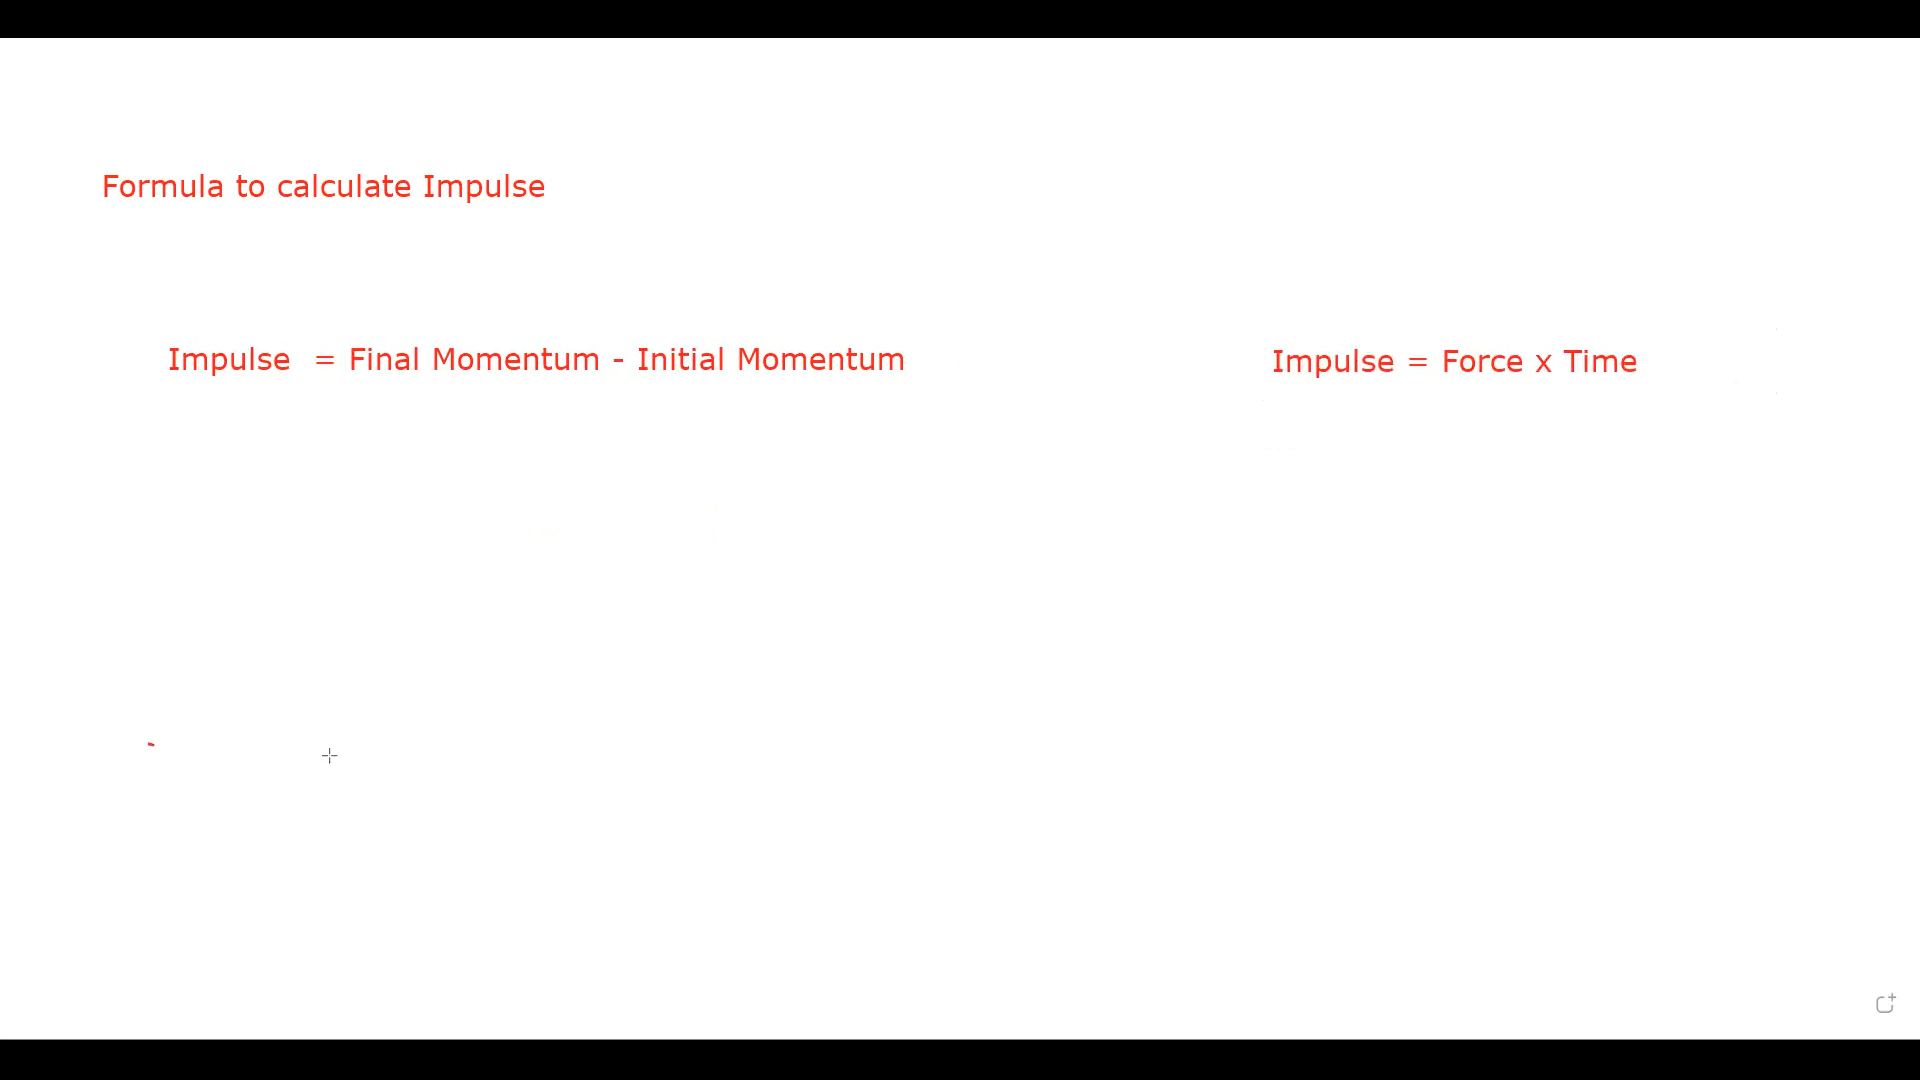 Formula to calculate Impulse
Impulse  = Final Momentum - Initial Momentum
Impulse = Force x Time